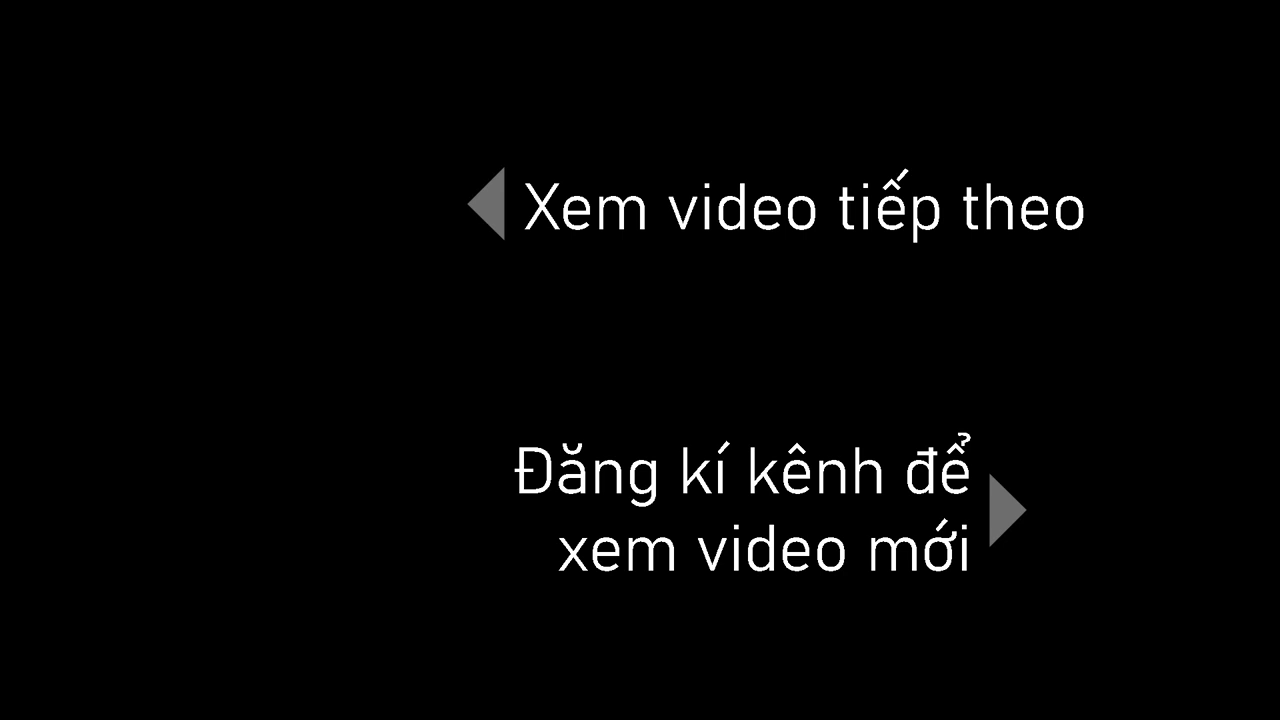 Xem video tiếp theo
Đăng kí kênh để
xem video mới